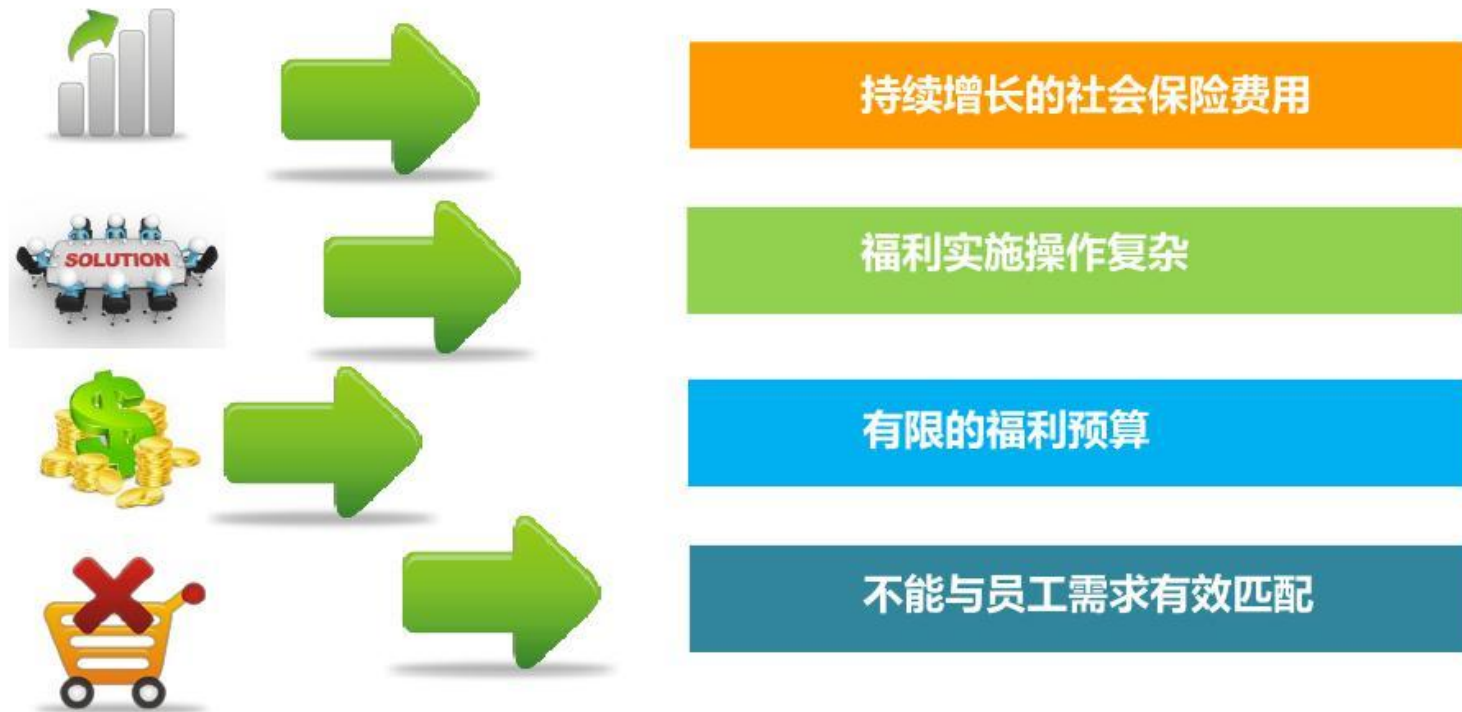 持续增长的社会保险费用
SOLUTION
福利实施操作复杂
有限的福利预算
不能与员工需求有效匹配